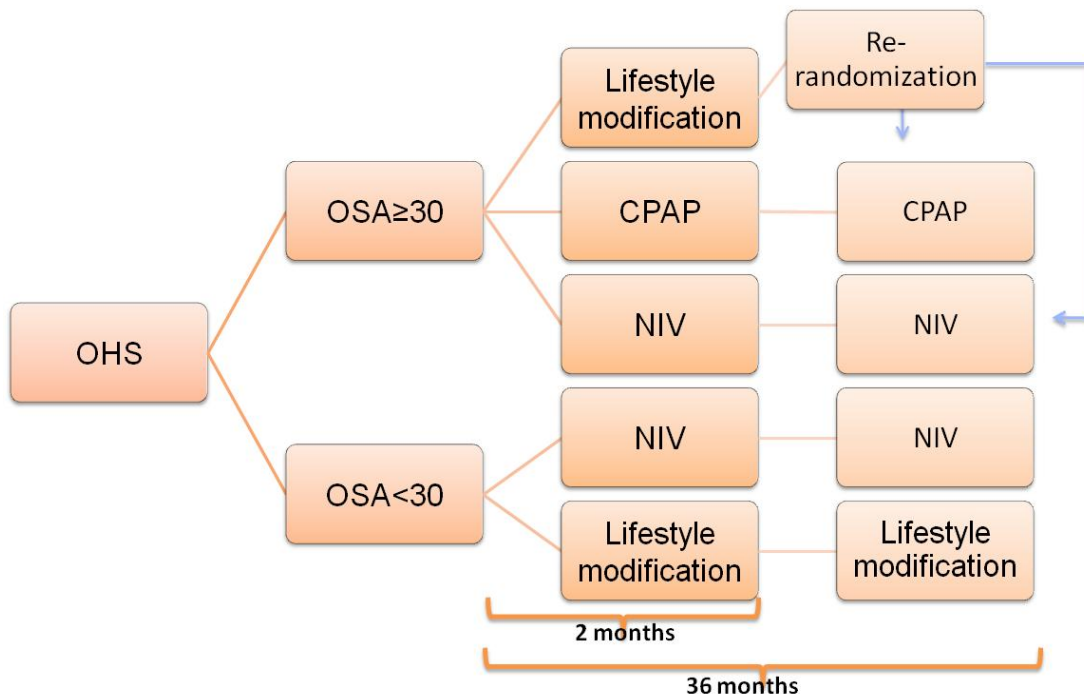 OHS
OSA≥30
OSA<30
Lifestyle
modification
CPAP
NIV
NIV
Lifestyle
modification
Re-
randomization
CPAP
NIV
NIV
Lifestyle
modification
2 months
36 months